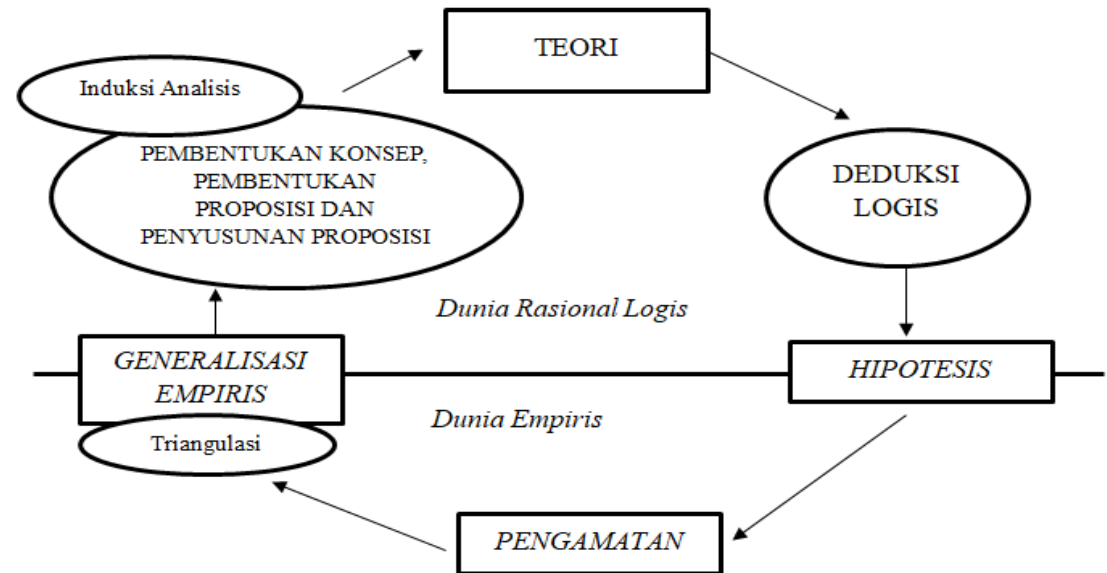 TEORI
Induksi Analisis
PEMBENTUKAN KONSEP,
PEMBENTUKAN
PROPOSISI DAN
PENYUSUNAN PROPOSISI
DEDUKSI
LOGIS
Dunia Rasional Logis
GENERALISASI
EMPIRIS
HIPOTESIS
Dunia Empiris
Triangulasi
PENGAMATAN